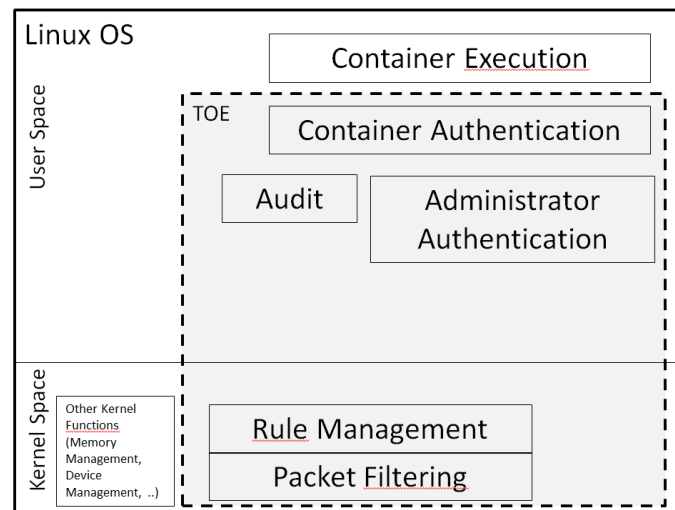 Linux OS
Container Execution
User Space
TOE
Container Authentication
Audit
Administrator
Authentication
Kernel Space
Other Kernel
Functions
(Memory
Management,
Device
Management, ..)
Rule Management
Packet Filtering